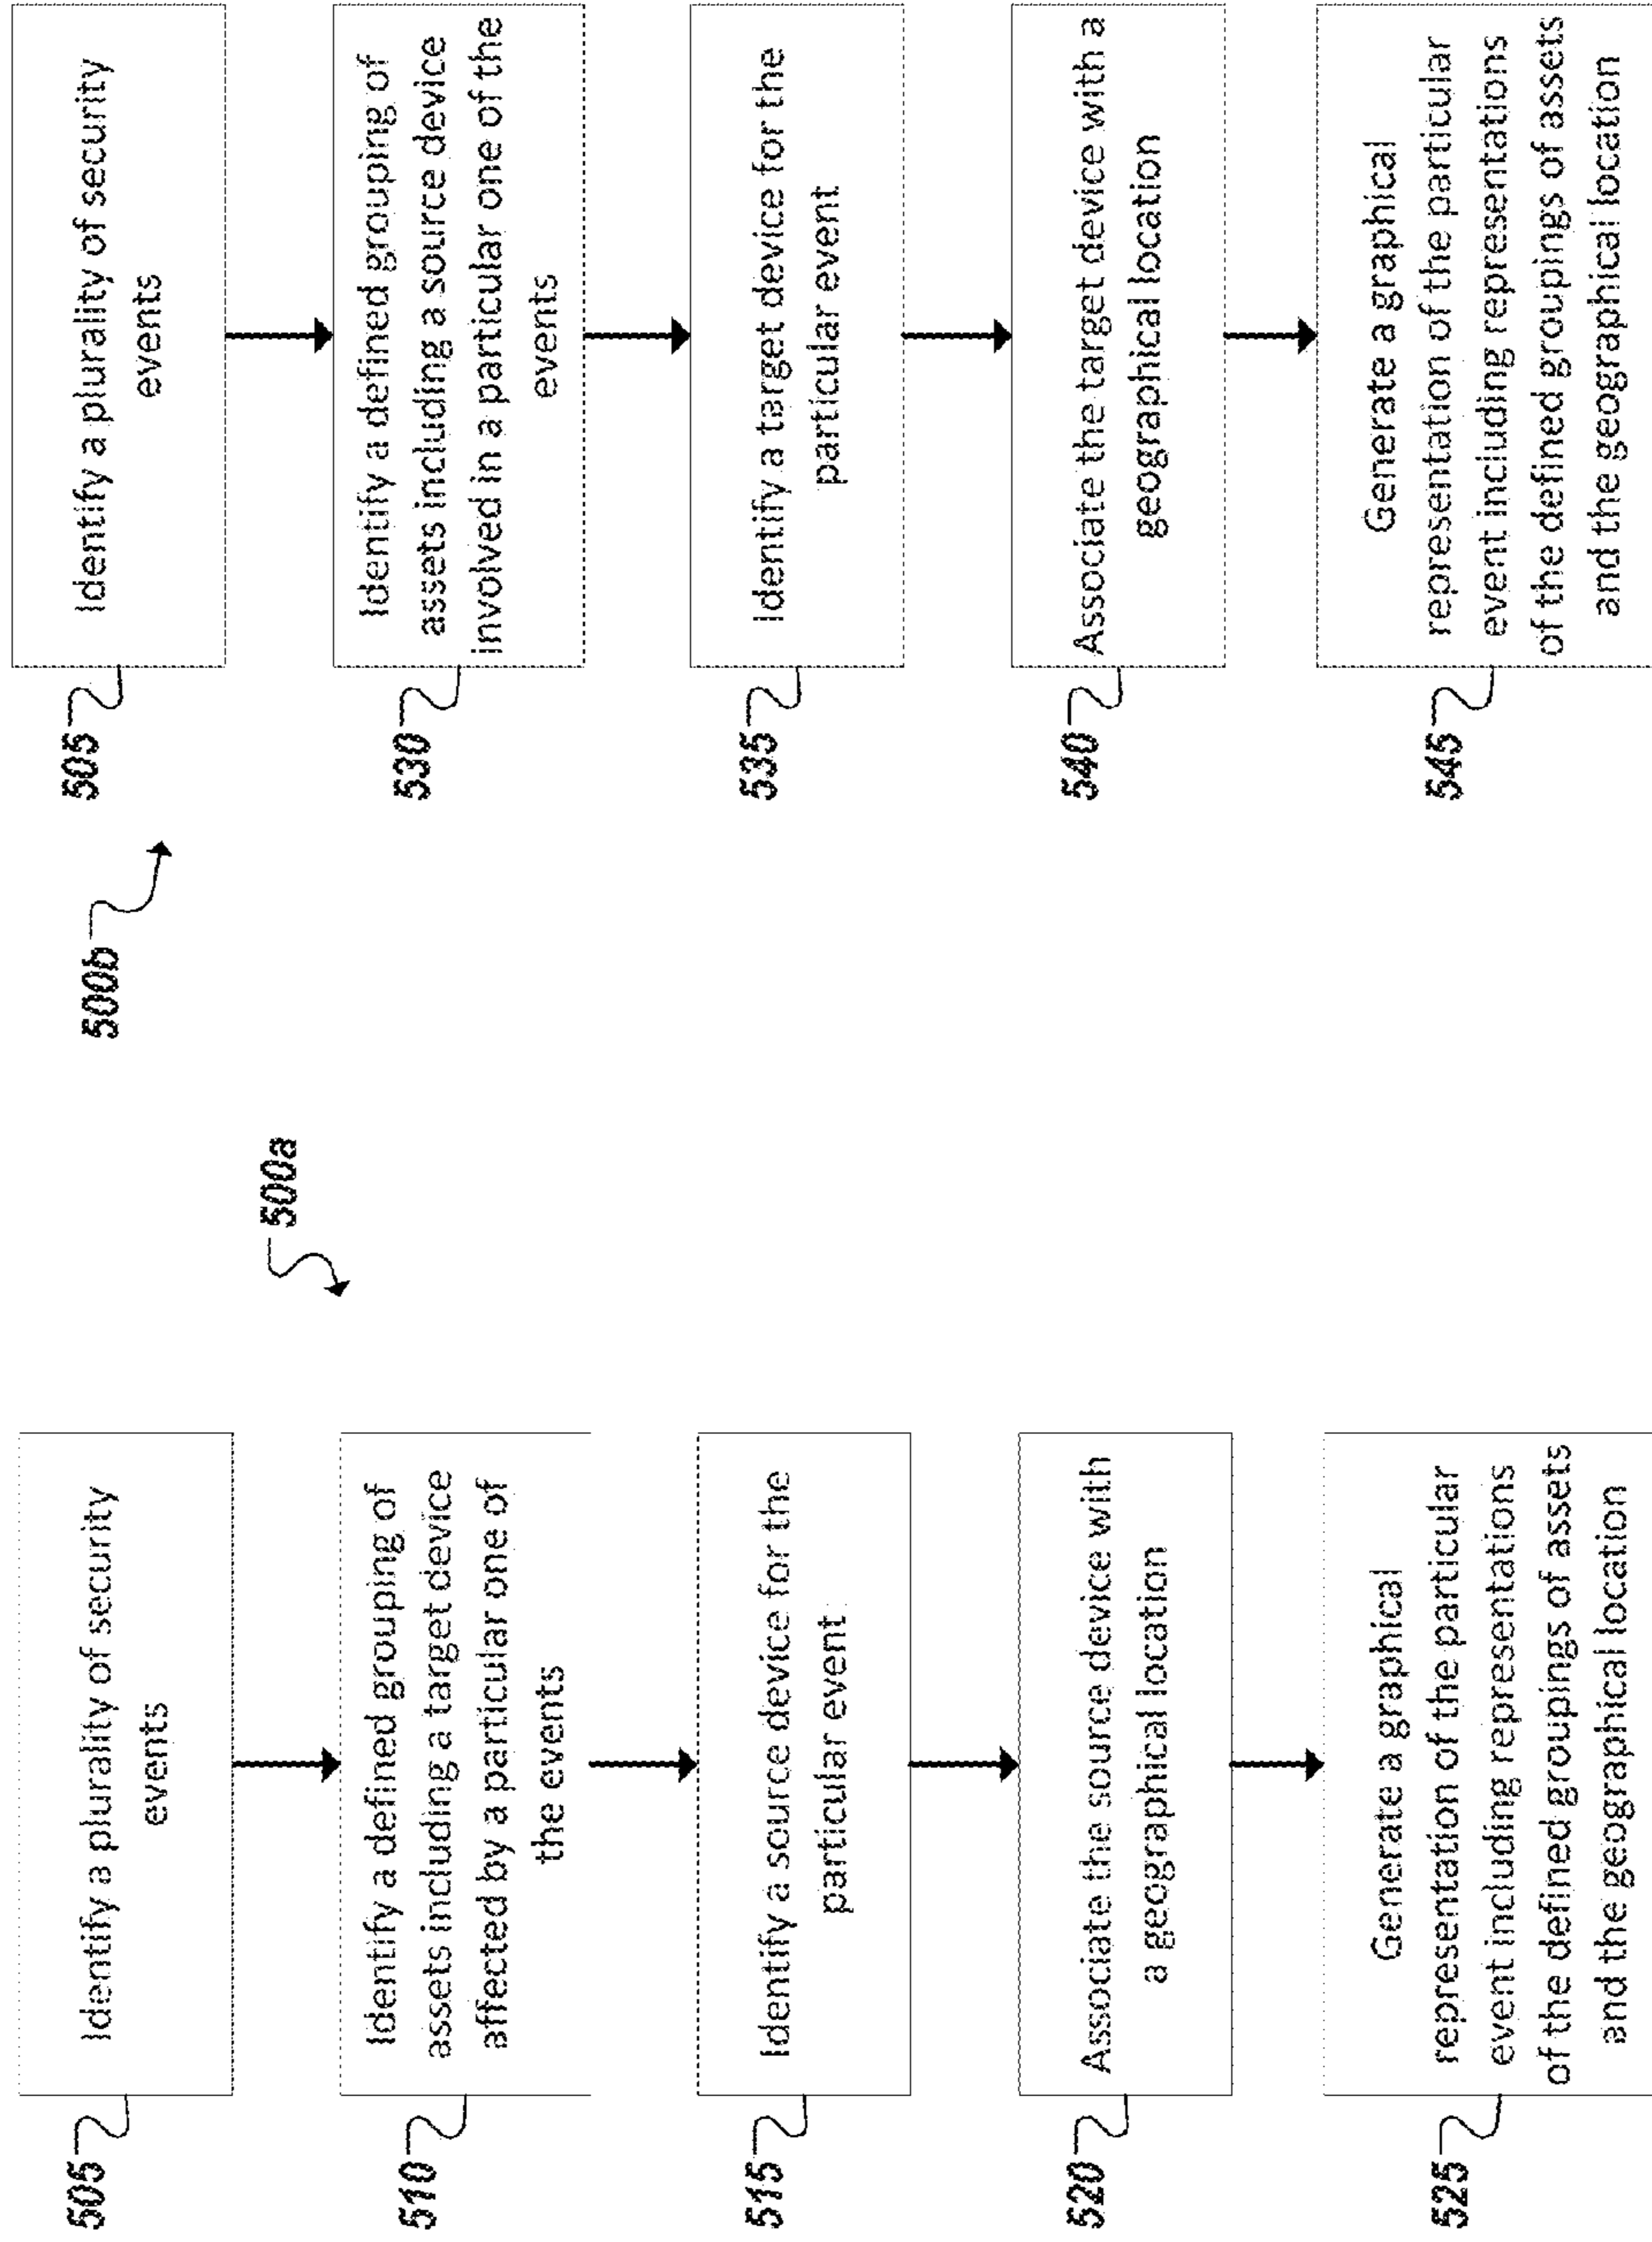 500a
505
Identify a plurality of security
events
510
Identify a defined grouping of
assets including a target device
affected by a particular one of
the events
515
Identify a source device for the
particular event
520
Associate the source device with
a geographical location
525
Generate a graphical
representation of the particular
event including representations
of the defined groupings of assets
and the geographical location
500b
505
Identify a plurality of security
events
530
Identify a defined grouping of
assets including a source device
involved in a particular one of the
events
535
Identify a target device for the
particular event
540
Associate the target device with a
geographical location
545
Generate a graphical
representation of the particular
event including representations
of the defined groupings of assets
and the geographical location